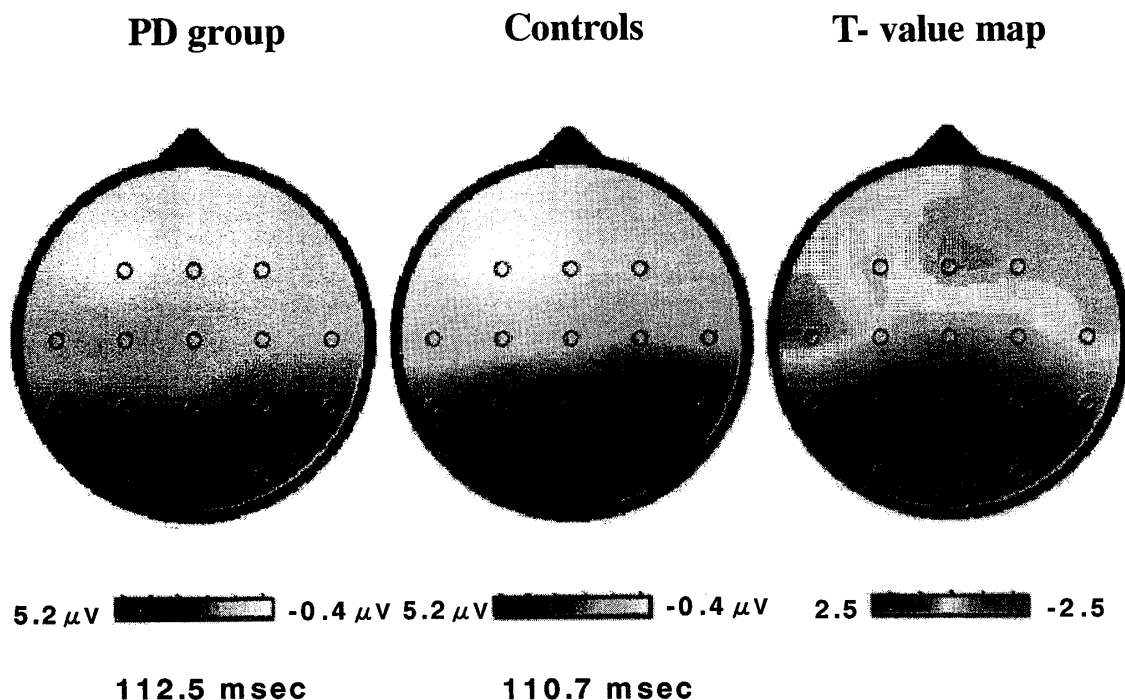 PD group Controls T- value map
5.2 μV -0.4 μV 5.2 μV -0.4 μV 2.5 -2.5
112.5 msec 110.7 msec